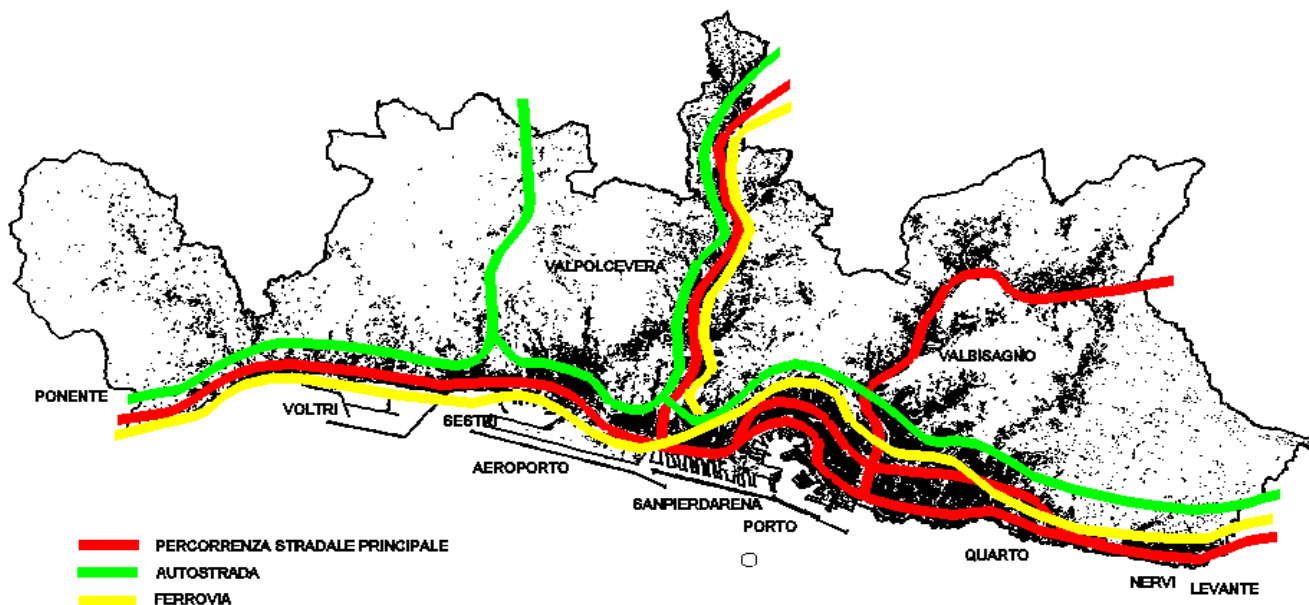 VALPOLCEVERA
VALBISAGNO
PONENTE
VOLTRI
SESTRI
AEROPORTO
SANPIERDARENA
PORTO
QUARTO
NERVI
LEVANTE
PERCORRENZA STRADALE PRINCIPALE
AUTOSTRADA
FERROVIA